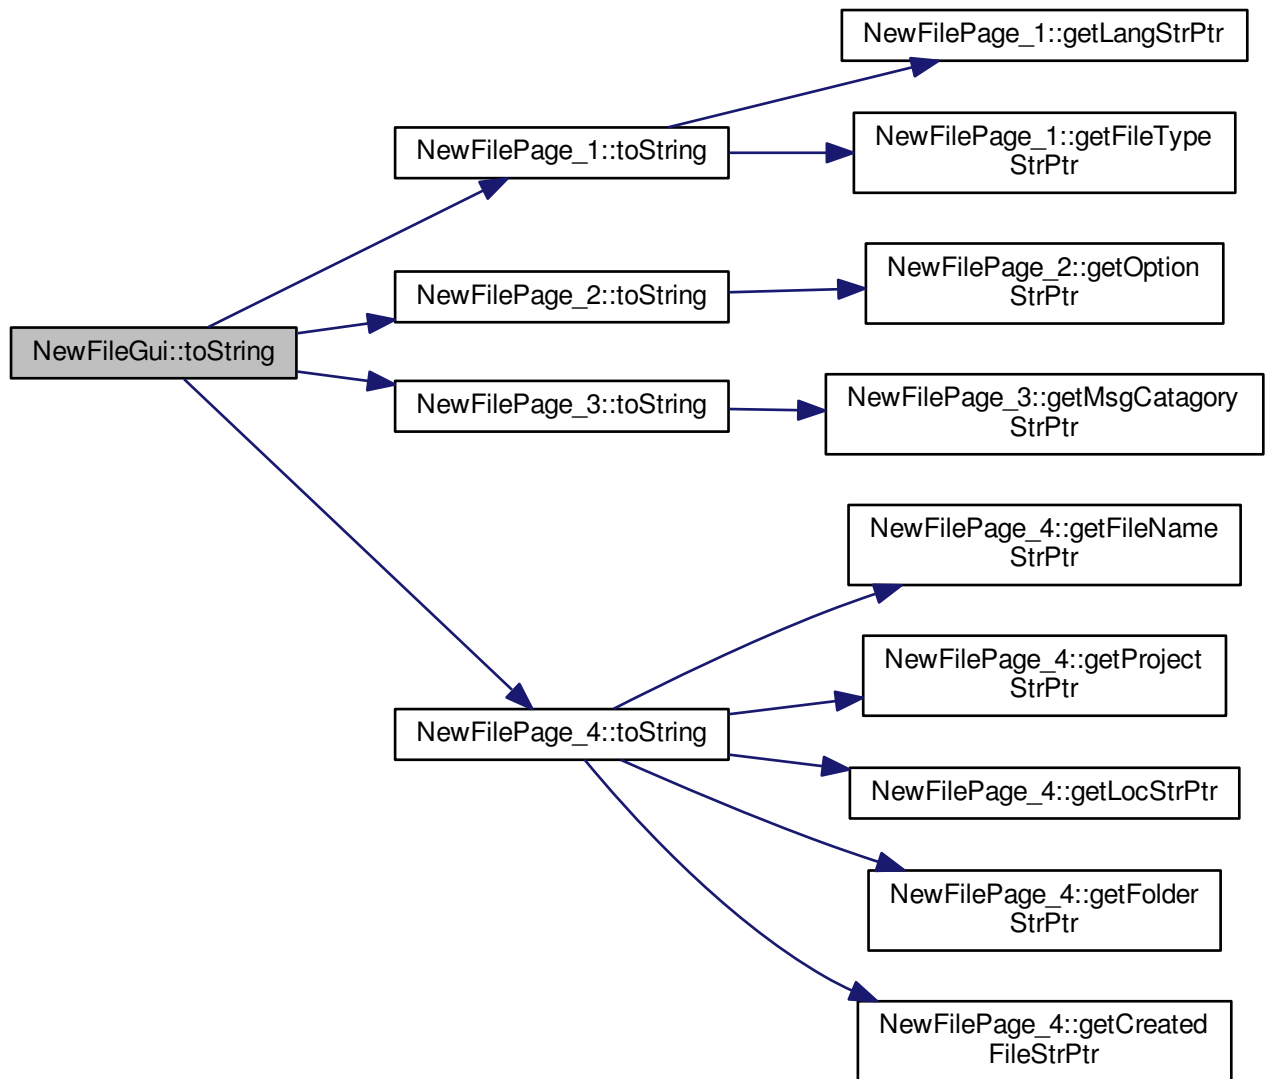 NewFilePage_1::getLangStrPtr
NewFilePage_1::toString
NewFilePage_1::getFileType
StrPtr
NewFilePage_2::getOption
StrPtr
NewFilePage_2::toString
NewFileGui::toString
NewFilePage_3::toString
NewFilePage_3::getMsgCatagory
StrPtr
NewFilePage_4::getFileName
StrPtr
NewFilePage_4::getProject
StrPtr
NewFilePage_4::toString
NewFilePage_4::getLocStrPtr
NewFilePage_4::getFolder
StrPtr
NewFilePage_4::getCreated
FileStrPtr